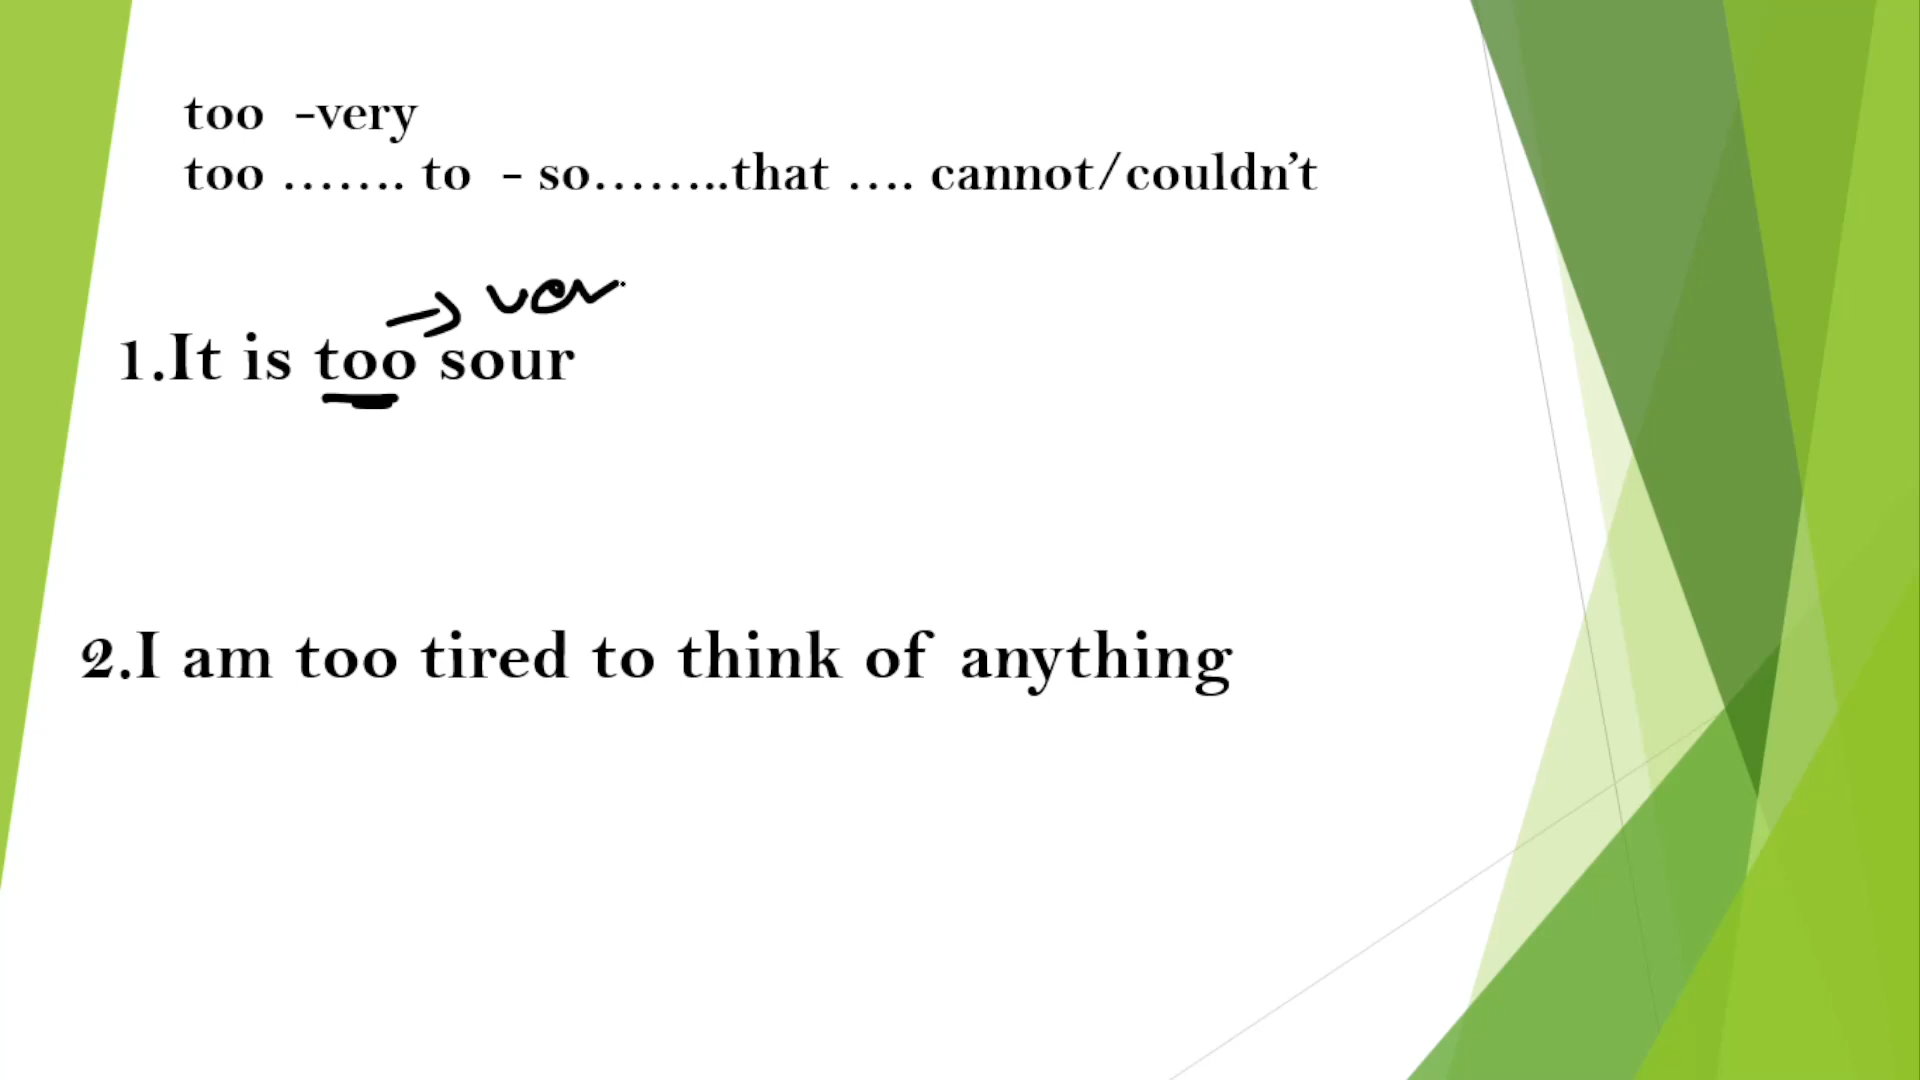 too -very
too ....... to - so........that .... cannot/couldn't
ver
1.It is too sour
2.I am too tired to think of anything